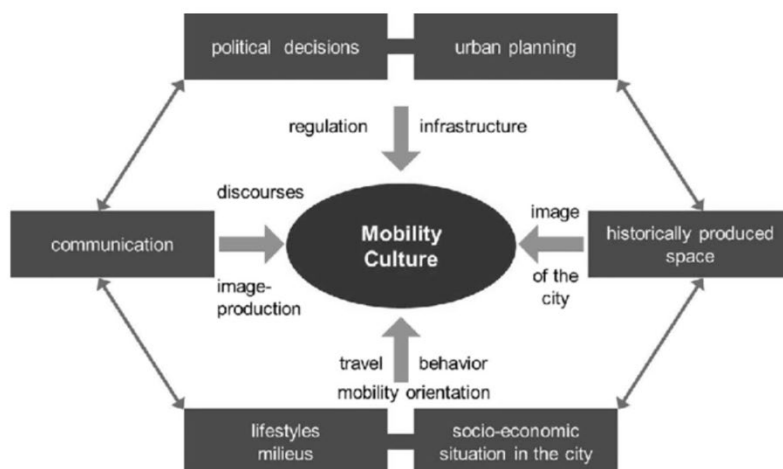 political decisions
urban planning
regulation
infrastructure
discourses
image
communication
Mobility
Culture
historically produced
space
image-
production
of the
city
travel
behavior
mobility orientation
lifestyles
milieus
socio-economic
situation in the city